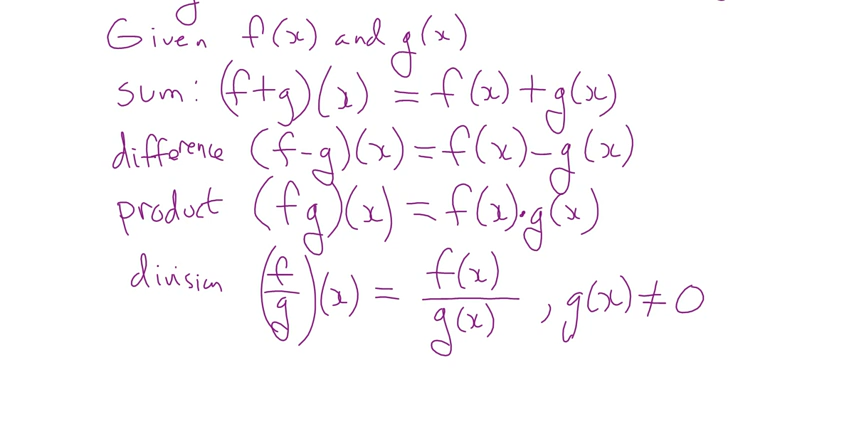 Given f(x) and g(x)
sum: (f+g)(x) = f(x)+g(x)
difference (f-g)(x)=f(x)-g(x)
product (fg)(x)=f(x)·g(x)
division (f/g)(x) = f(x)/g(x), g(x)≠0